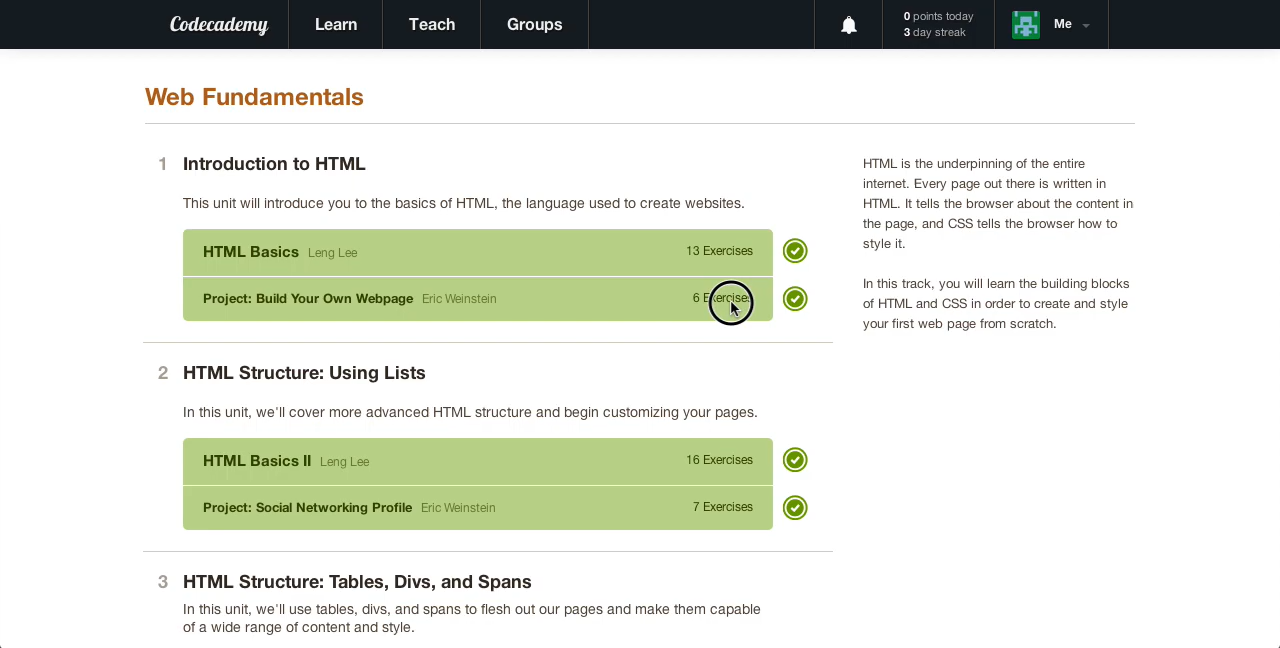 Codecademy
Learn
Teach
Groups
0 points today
3 day streak
Me
Web Fundamentals
1 Introduction to HTML
This unit will introduce you to the basics of HTML, the language used to create websites.
HTML Basics Leng Lee 13 Exercises
Project: Build Your Own Webpage Eric Weinstein 6 Exercises
2 HTML Structure: Using Lists
In this unit, we'll cover more advanced HTML structure and begin customizing your pages.
HTML Basics II Leng Lee 16 Exercises
Project: Social Networking Profile Eric Weinstein 7 Exercises
3 HTML Structure: Tables, Divs, and Spans
In this unit, we'll use tables, divs, and spans to flesh out our pages and make them capable
of a wide range of content and style.
HTML is the underpinning of the entire
internet. Every page out there is written in
HTML. It tells the browser about the content in
the page, and CSS tells the browser how to
style it.
In this track, you will learn the building blocks
of HTML and CSS in order to create and style
your first web page from scratch.